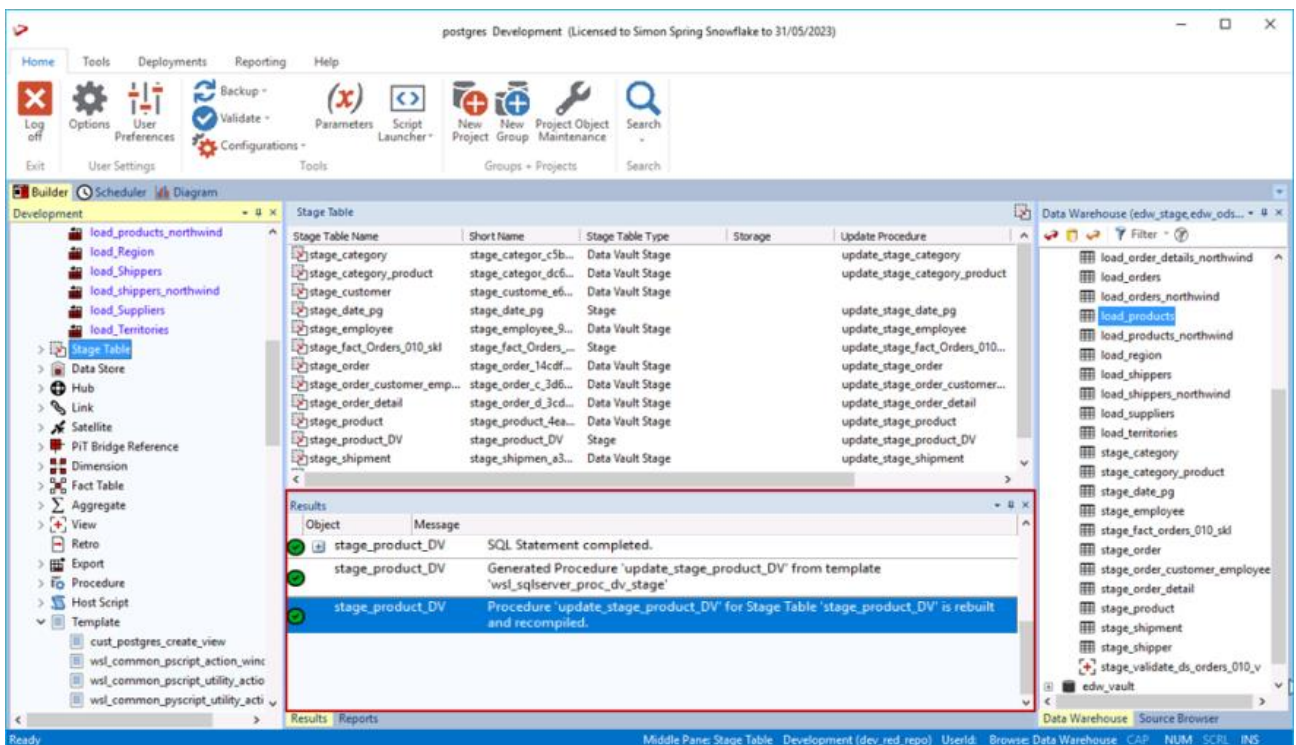 postgres Development (Licensed to Simon Spring Snowflake to 31/05/2023)
Home Tools Deployments Reporting Help
Log off
Options
User Preferences
Backup
Validate
Configurations
Parameters
Script Launcher
New Project
New Group
Project Object Maintenance
Search
Exit User Settings Tools Groups + Projects Search
Builder Scheduler Diagram
Development
load_products_northwind
load_Region
load_Shippers
load_shippers_northwind
load_Suppliers
load_Territories
Stage Table
Data Store
Hub
Link
Satellite
PiT Bridge Reference
Dimension
Fact Table
Aggregate
View
Retro
Export
Procedure
Host Script
Template
cust_postgres_create_view
wsl_common_pscript_action_winc
wsl_common_pscript_utility_actio
wsl_common_pyscript_utility_acti
Stage Table
Stage Table Name Short Name Stage Table Type Storage Update Procedure
stage_category stage_categor_c5b... Data Vault Stage update_stage_category
stage_category_product stage_categor_dc6... Data Vault Stage update_stage_category_product
stage_customer stage_custome_e6... Data Vault Stage
stage_date_pg stage_date_pg Stage update_stage_date_pg
stage_employee stage_employee_9... Data Vault Stage update_stage_employee
stage_fact_Orders_010_skl stage_fact_Orders_... Stage update_stage_fact_Orders_010...
stage_order stage_order_14cdf... Data Vault Stage update_stage_order
stage_order_customer_emp... stage_order_c_3d6... Data Vault Stage update_stage_order_customer...
stage_order_detail stage_order_d_3cd... Data Vault Stage update_stage_order_detail
stage_product stage_product_4ea... Data Vault Stage update_stage_product
stage_product_DV stage_product_DV Stage update_stage_product_DV
stage_shipment stage_shipmen_a3... Data Vault Stage update_stage_shipment
Results
Object Message
stage_product_DV SQL Statement completed.
stage_product_DV Generated Procedure 'update_stage_product_DV' from template
'wsl_sqlserver_proc_dv_stage'
stage_product_DV Procedure 'update_stage_product_DV' for Stage Table 'stage_product_DV' is rebuilt
and recompiled.
Results Reports
Data Warehouse (edw_stage,edw_ods...
Filter
load_order_details_northwind
load_orders
load_orders_northwind
load_products
load_products_northwind
load_region
load_shippers
load_shippers_northwind
load_suppliers
load_territories
stage_category
stage_category_product
stage_date_pg
stage_employee
stage_fact_orders_010_skl
stage_order
stage_order_customer_employee
stage_order_detail
stage_product
stage_shipment
stage_shipper
stage_validate_ds_orders_010_v
edw_vault
Data Warehouse Source Browser
Ready Middle Pane: Stage Table Development (dev_red_repo) UserId: Browse: Data Warehouse CAP NUM SCRL INS